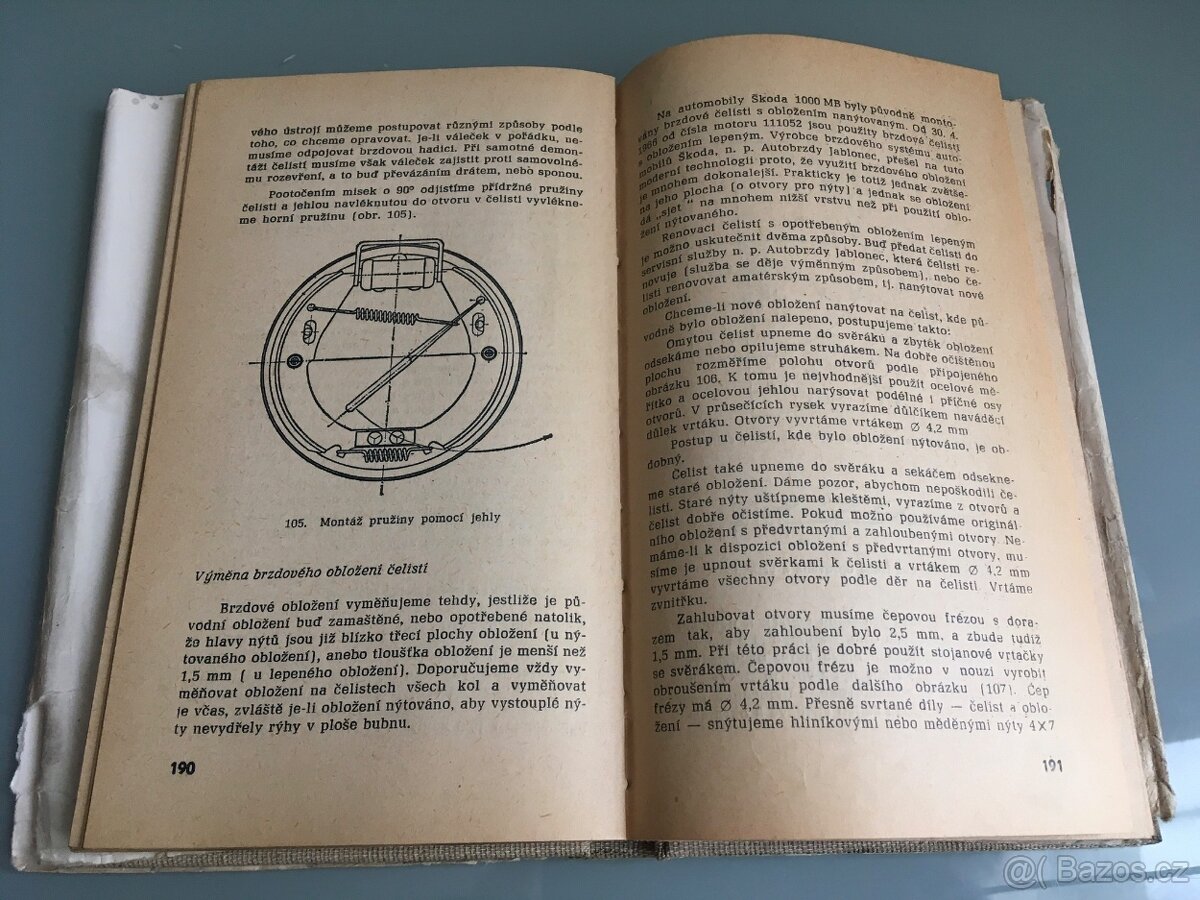 vého ústrojí můžeme postupovat různými způsoby podle
toho, co chceme opravovat. Je-li váleček v pořádku, ne-
musíme odpojovat brzdovou hadici. Při samotné demon-
táži čelistí musíme však váleček zajistit proti samovolné-
mu rozevření, a to buď převázáním drátem, nebo sponou.
Pootočením misek o 90° odjistíme přídržné pružiny
čelistí a jehlou navléknutou do otvoru v čelisti vyvlékne-
me horní pružinu (obr. 105).
105. Montáž pružiny pomocí jehly
Výměna brzdového obložení čelistí
Brzdové obložení vyměňujeme tehdy, jestliže je pů-
vodní obložení buď zamaštěné, nebo opotřebené natolik,
že hlavy nýtů jsou již blízko třecí plochy obložení (u ný-
tovaného obložení), anebo tloušťka obložení je menší než
1,5 mm ( u lepeného obložení). Doporučujeme vždy vy-
měňovat obložení na čelistech všech kol a vyměňovat
je včas, zvláště je-li obložení nýtováno, aby vystouplé ný-
ty nevydřely rýhy v ploše bubnu.
190
Na automobily Škoda 1000 MB byly původně monto-
vány brzdové čelisti s obložením nanýtovaným. Od 30. 4.
1966 od čísla motoru 111052 jsou použity brzdové čelisti
s obložením lepeným. Výrobce brzdového systému auto-
mobilů Škoda, n. p. Autobrzdy Jablonec, přešel na tuto
moderní technologii proto, že využití brzdového obložení
je mnohem dokonalejší. Prakticky je totiž jednak zvětše-
na jeho plocha (o otvory pro nýty) a jednak se obložení
dá „sjet“ na mnohem nižší vrstvu než při použití oblo-
žení nýtovaného.
Renovaci čelistí s opotřebeným obložením lepeným
je možno uskutečnit dvěma způsoby. Buď předat čelisti do
servisní služby n. p. Autobrzdy Jablonec, která čelisti re-
novuje (služba se děje výměnným způsobem), nebo če-
listi renovovat amatérským způsobem, tj. nanýtovat nové
obložení.
Chceme-li nové obložení nanýtovat na čelist, kde pů-
vodně bylo obložení nalepeno, postupujeme takto:
Omytou čelist upneme do svěráku a zbytek obložení
odsekáme nebo opilujeme struhákem. Na dobře očištěnou
plochu rozměříme polohu otvorů podle připojeného
obrázku 106. K tomu je nejvhodnější použít ocelové mě-
řítko a ocelovou jehlou narýsovat podélné i příčné osy
otvorů. V průsečících rysek vyrazíme důlčíkem naváděcí
důlek vrtáku. Otvory vyvrtáme vrtákem ∅ 4,2 mm
Postup u čelistí, kde bylo obložení nýtováno, je ob-
dobný.
Čelist také upneme do svěráku a sekáčem odsekne-
me staré obložení. Dáme pozor, abychom nepoškodili če-
listi. Staré nýty uštípneme kleštěmi, vyrazíme z otvorů a
čelist dobře očistíme. Pokud možno používáme originál-
ního obložení s předvrtanými a zahloubenými otvory. Ne-
máme-li k dispozici obložení s předvrtanými otvory, mu-
síme je upnout svěrkami k čelisti a vrtákem ∅ 4,2 mm
vyvrtáme všechny otvory podle děr na čelisti. Vrtáme
zvnitřku.
Zahlubovat otvory musíme čepovou frézou s dora-
zem tak, aby zahloubení bylo 2,5 mm, a zbude tudíž
1,5 mm. Při této práci je dobré použít stojanové vrtačky
se svěrákem. Čepovou frézu je možno v nouzi vyrobit
obroušením vrtáku podle dalšího obrázku (107). Čep
frézy má ∅ 4,2 mm. Přesně svrtané díly — čelist a oblo-
žení — snýtujeme hliníkovými nebo měděnými nýty 4×7
191
@( Bazos.cz